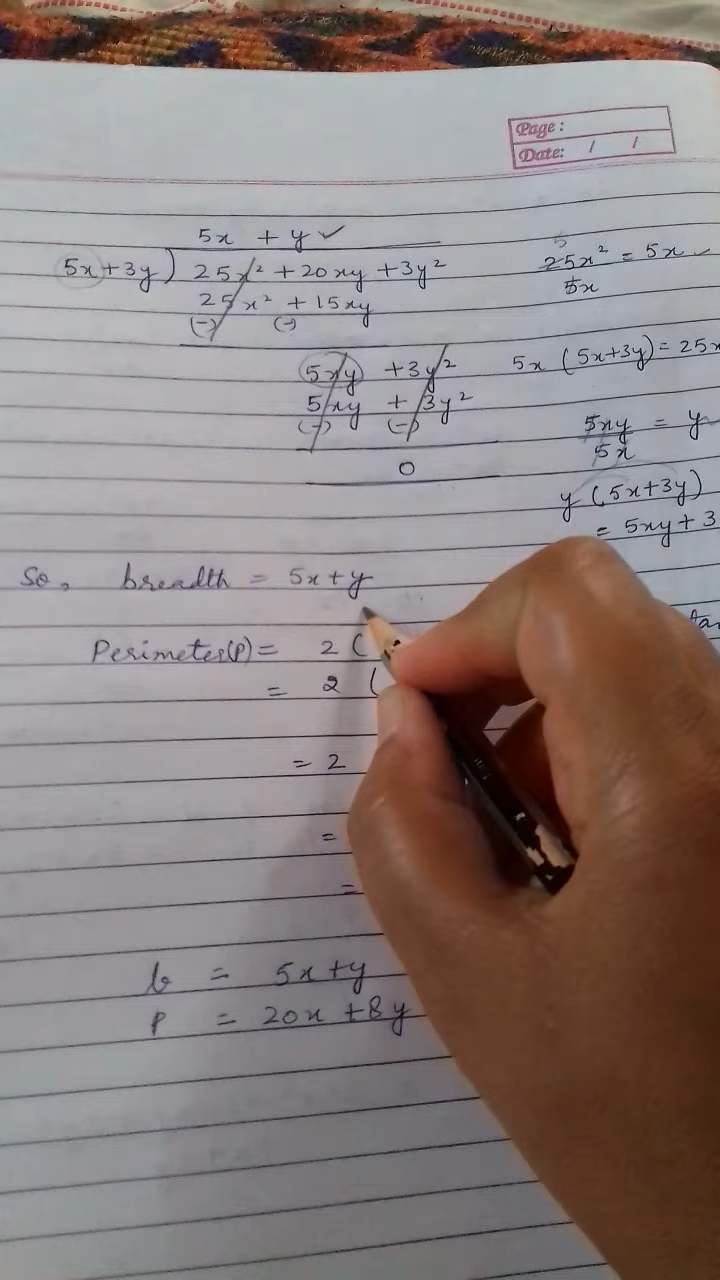 Page:
Date: / /
5x + y ✓
5x+3y ) 25x² + 20xy + 3y²
25x² + 15xy
(-) (-)
5xy + 3y²
5xy + 3y²
(-) (-)
0
5
25x² = 5x ✓
5x
5x (5x+3y) = 25x
5xy = y
5x
y (5x+3y)
= 5xy + 3
So, breadth = 5x+y
Perimeter(P) = 2 (
= 2 (
= 2
=
=
b = 5x+y
P = 20x + 8y